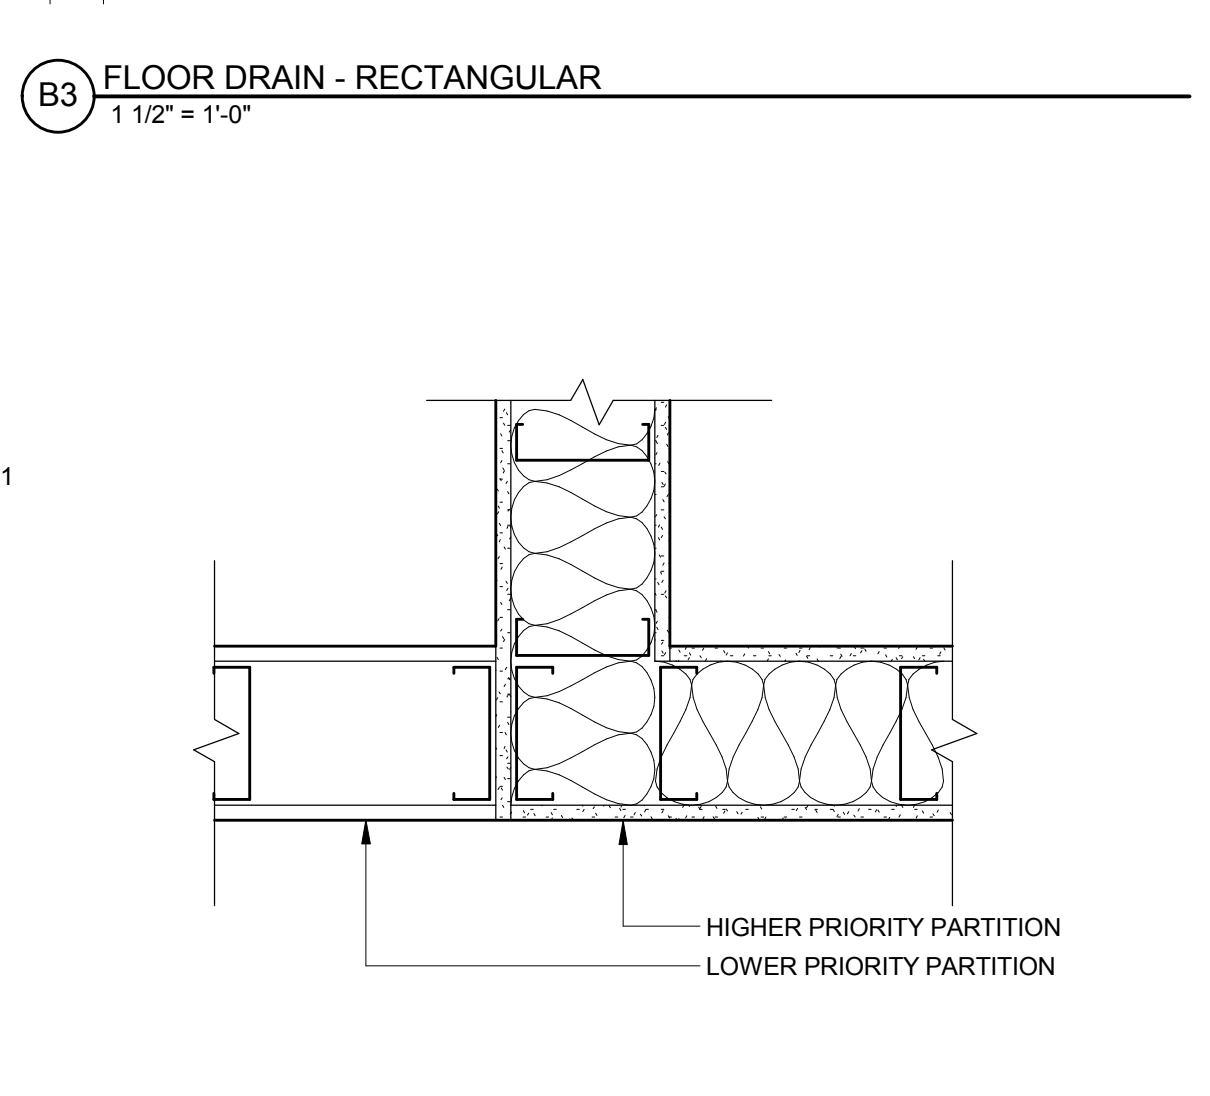 B3
FLOOR DRAIN - RECTANGULAR
1 1/2" = 1'-0"
1
HIGHER PRIORITY PARTITION
LOWER PRIORITY PARTITION